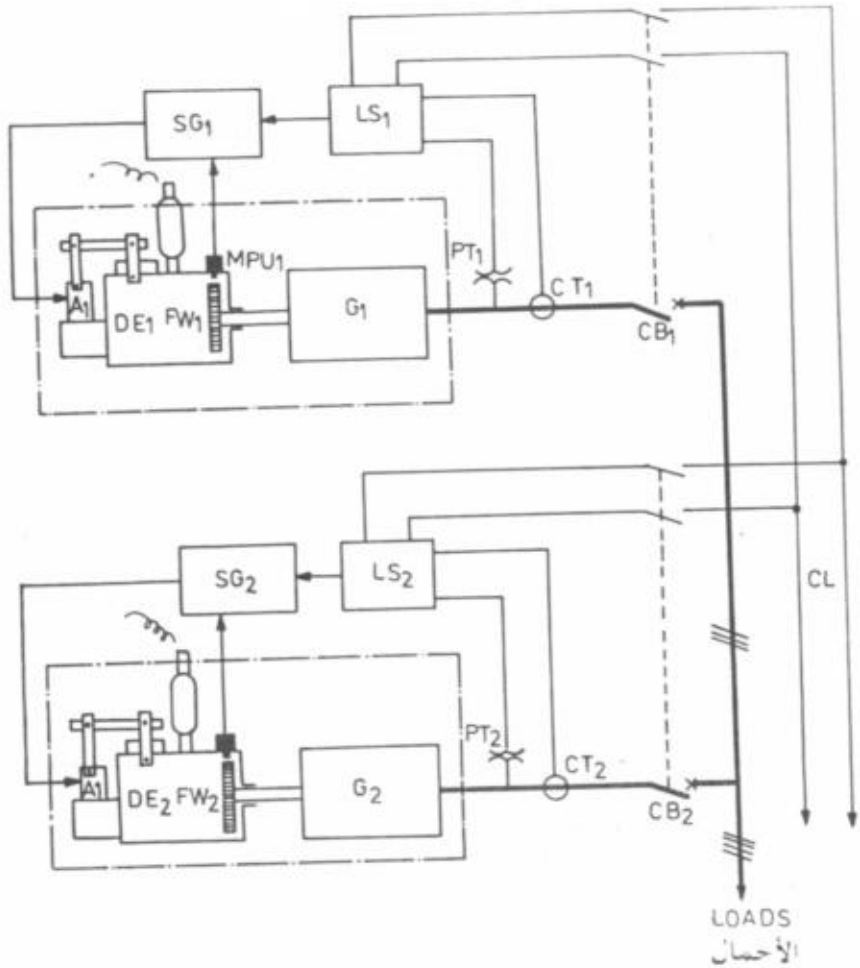 SG₁
LS₁
MPU₁
PT₁
CT₁
A₁
DE₁
FW₁
G₁
CB₁
SG₂
LS₂
CL
PT₂
CT₂
A₁
DE₂
FW₂
G₂
CB₂
LOADS
الأحمال